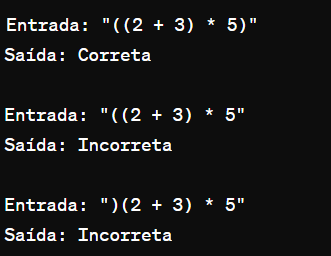 Entrada: "((2 + 3) * 5)"
Saída: Correta
Entrada: "((2 + 3) * 5"
Saída: Incorreta
Entrada: ")(2 + 3) * 5"
Saída: Incorreta